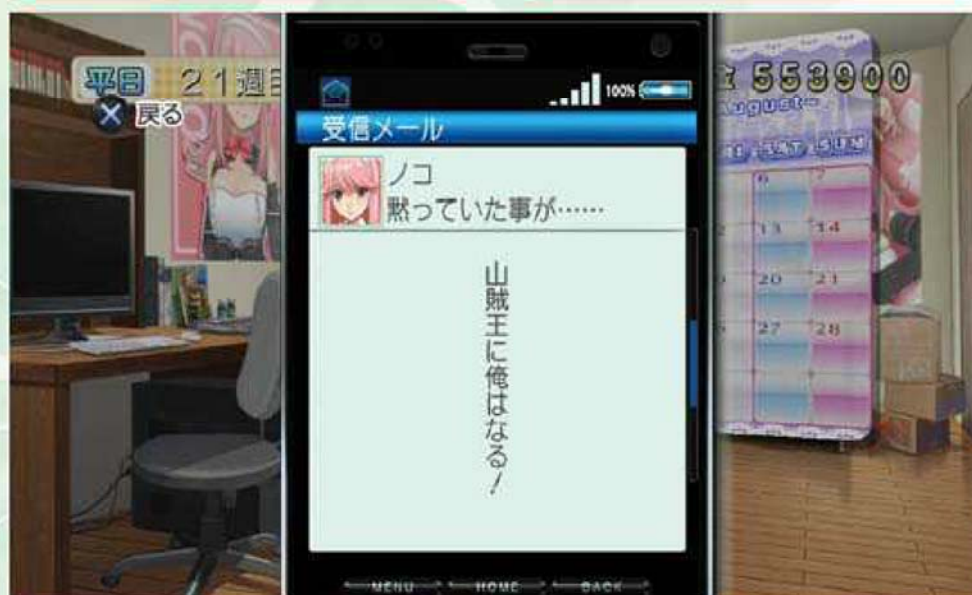 平日 21週
553900
戻る
100%
受信メール
ノコ
黙っていた事が……
山賊王に俺はなる！
August
SAT SUN
6 7
13 14
20 21
27 28
MENU HOME BACK